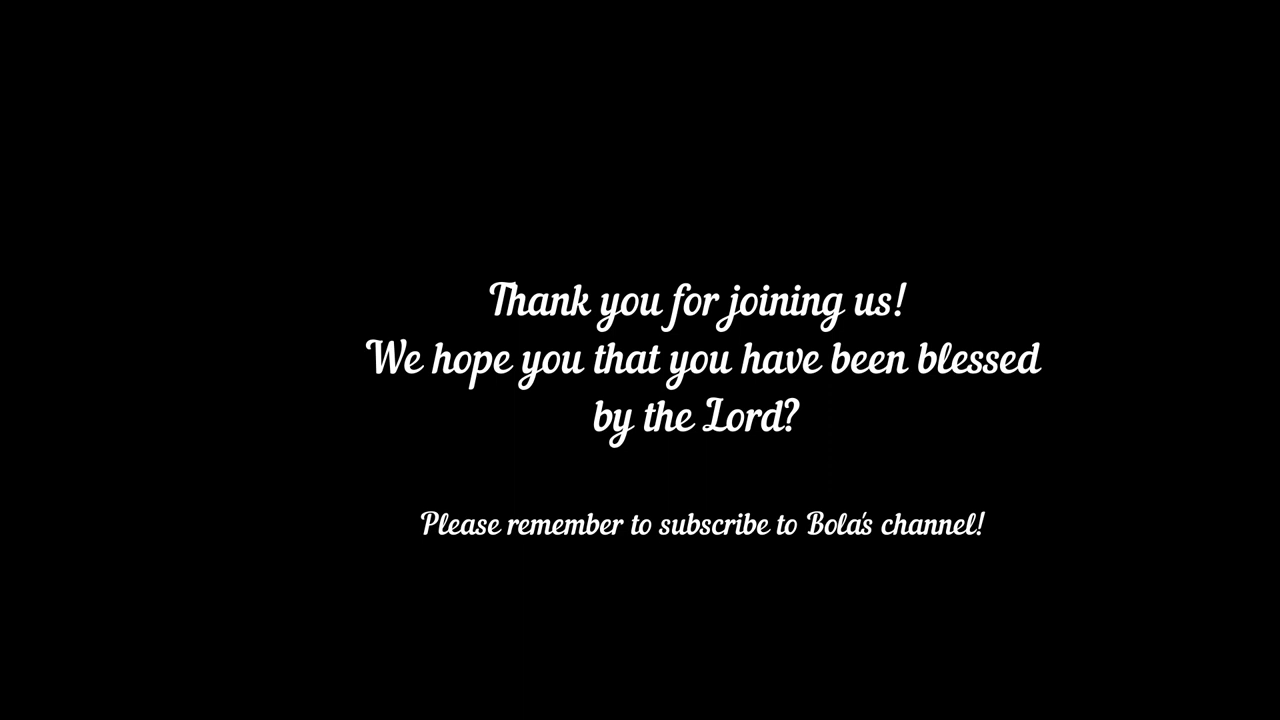 Thank you for joining us!
We hope you that you have been blessed
by the Lord?
Please remember to subscribe to Bola's channel!